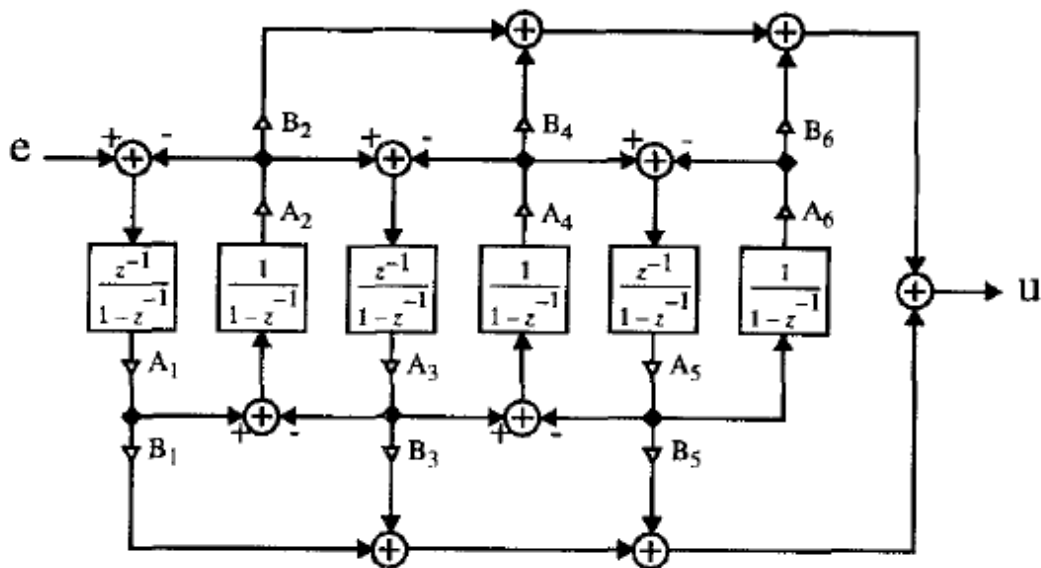 B₂ B₄ B₆
e + - + - + -
A₂ A₄ A₆
z⁻¹ 1 z⁻¹ 1 z⁻¹ 1
1−z⁻¹ 1−z⁻¹ 1−z⁻¹ 1−z⁻¹ 1−z⁻¹ 1−z⁻¹
u
A₁ A₃ A₅
+ - + -
B₁ B₃ B₅